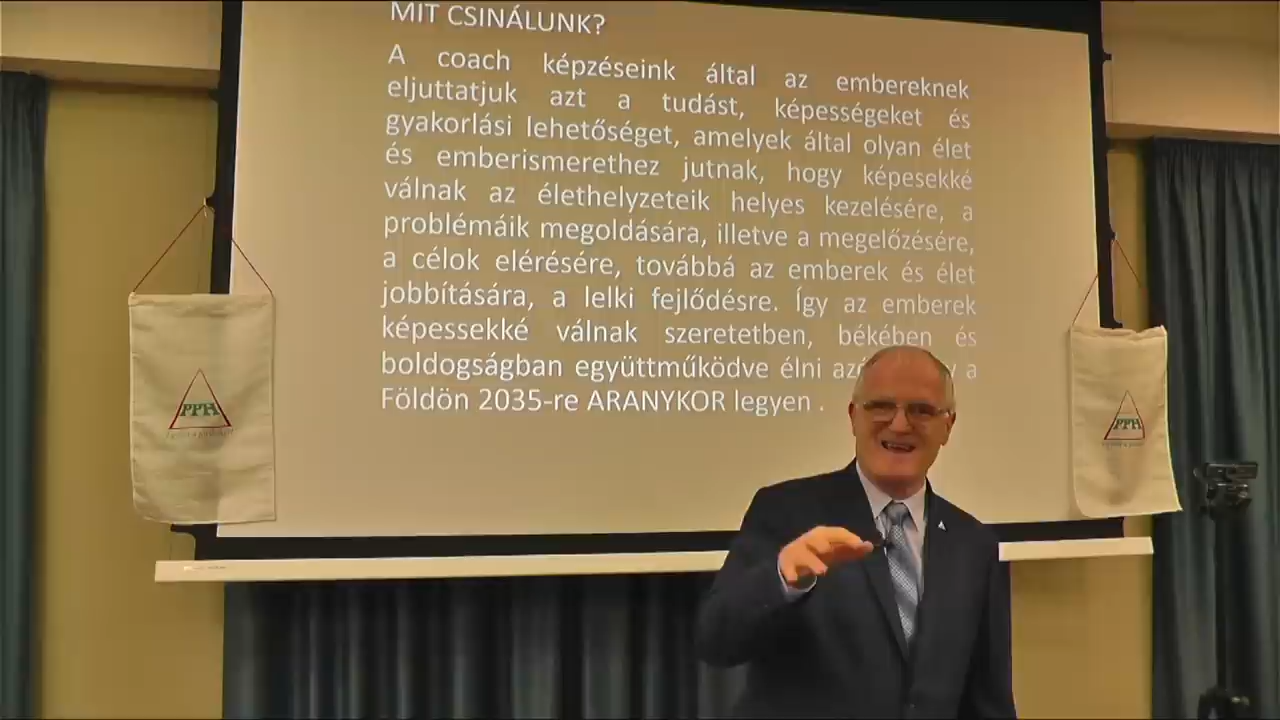 MIT CSINÁLUNK?
A coach képzéseink által az embereknek
eljuttatjuk azt a tudást, képességeket és
gyakorlási lehetőséget, amelyek által olyan élet
és emberismerethez jutnak, hogy képesekké
válnak az élethelyzeteik helyes kezelésére, a
problémáik megoldására, illetve a megelőzésére,
a célok elérésére, továbbá az emberek és élet
jobbítására, a lelki fejlődésre. Így az emberek
képessekké válnak szeretetben, békében és
boldogságban együttműködve élni a
Földön 2035-re ARANYKOR legyen .
PPH
PPH